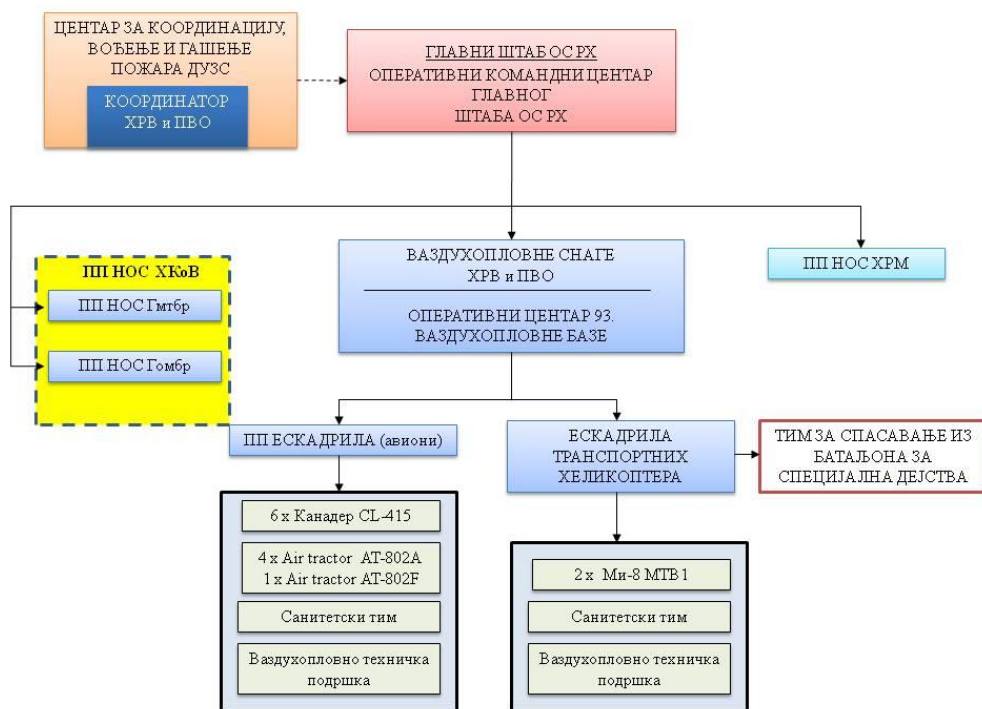 ЦЕНТАР ЗА КООРДИНАЦИЈУ,
ВОЂЕЊЕ И ГАШЕЊЕ
ПОЖАРА ДУЗС
КООРДИНАТОР
ХРВ и ПВО
ГЛАВНИ ШТАБ ОС РХ
ОПЕРАТИВНИ КОМАНДНИ ЦЕНТАР
ГЛАВНОГ
ШТАБА ОС РХ
ПП НОС ХКоВ
ПП НОС Гмтбр
ПП НОС Гомбр
ВАЗДУХОПЛОВНЕ СНАГЕ
ХРВ и ПВО
ОПЕРАТИВНИ ЦЕНТАР 93.
ВАЗДУХОПЛОВНЕ БАЗЕ
ПП НОС ХРМ
ПП ЕСКАДРИЛА (авиони)
ЕСКАДРИЛА
ТРАНСПОРТНИХ
ХЕЛИКОПТЕРА
ТИМ ЗА СПАСАВАЊЕ ИЗ
БАТАЉОНА ЗА
СПЕЦИЈАЛНА ДЕЈСТВА
6 x Канадер CL-415
4 x Air tractor AT-802A
1 x Air tractor AT-802F
Санитетски тим
Ваздухопловно техничка
подршка
2 x Ми-8 МТВ1
Санитетски тим
Ваздухопловно техничка
подршка